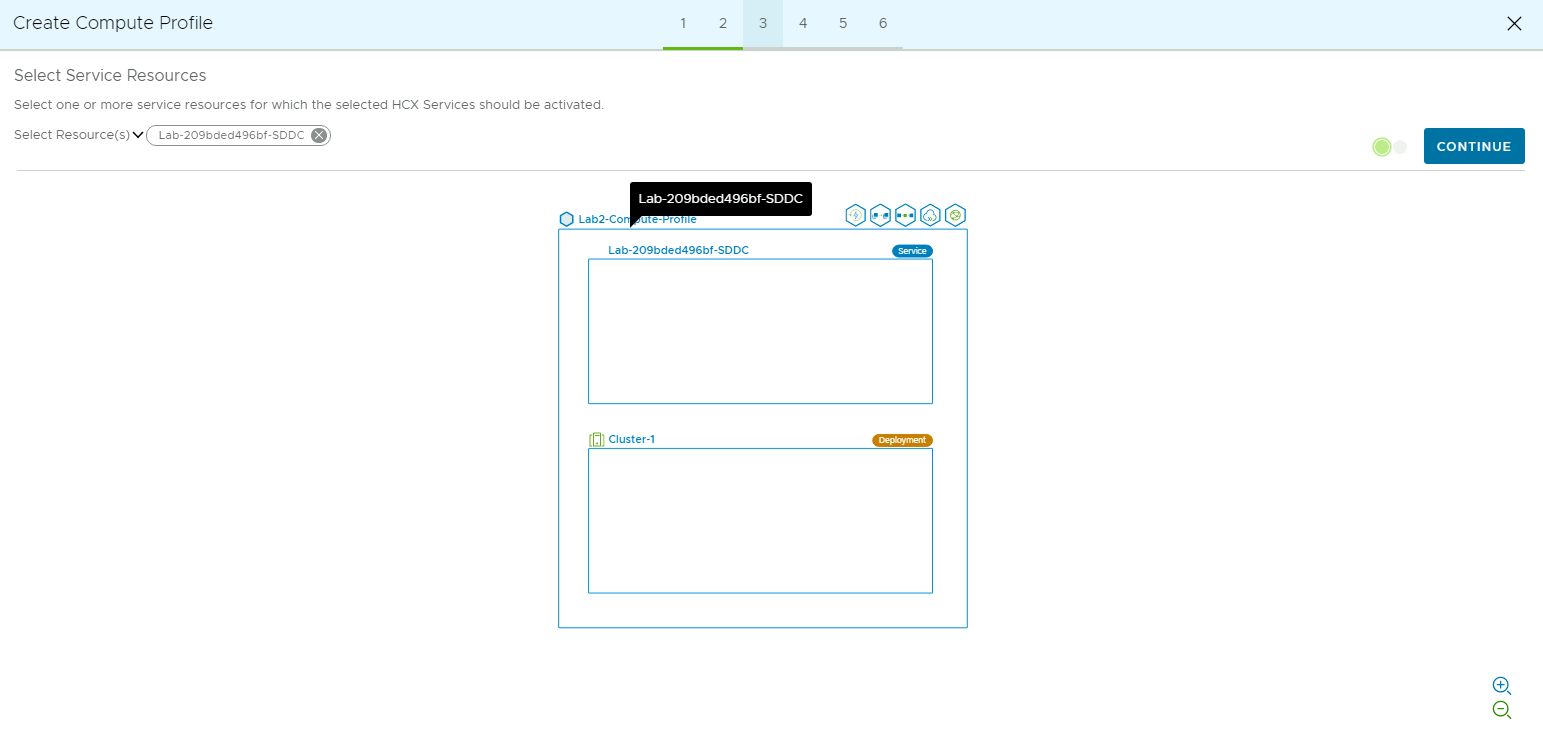 Create Compute Profile
1 2 3 4 5 6
Select Service Resources
Select one or more service resources for which the selected HCX Services should be activated.
Select Resource(s) Lab-209bded496bf-SDDC
CONTINUE
Lab-209bded496bf-SDDC
Lab2-Compute-Profile
Lab-209bded496bf-SDDC Service
Cluster-1 Deployment